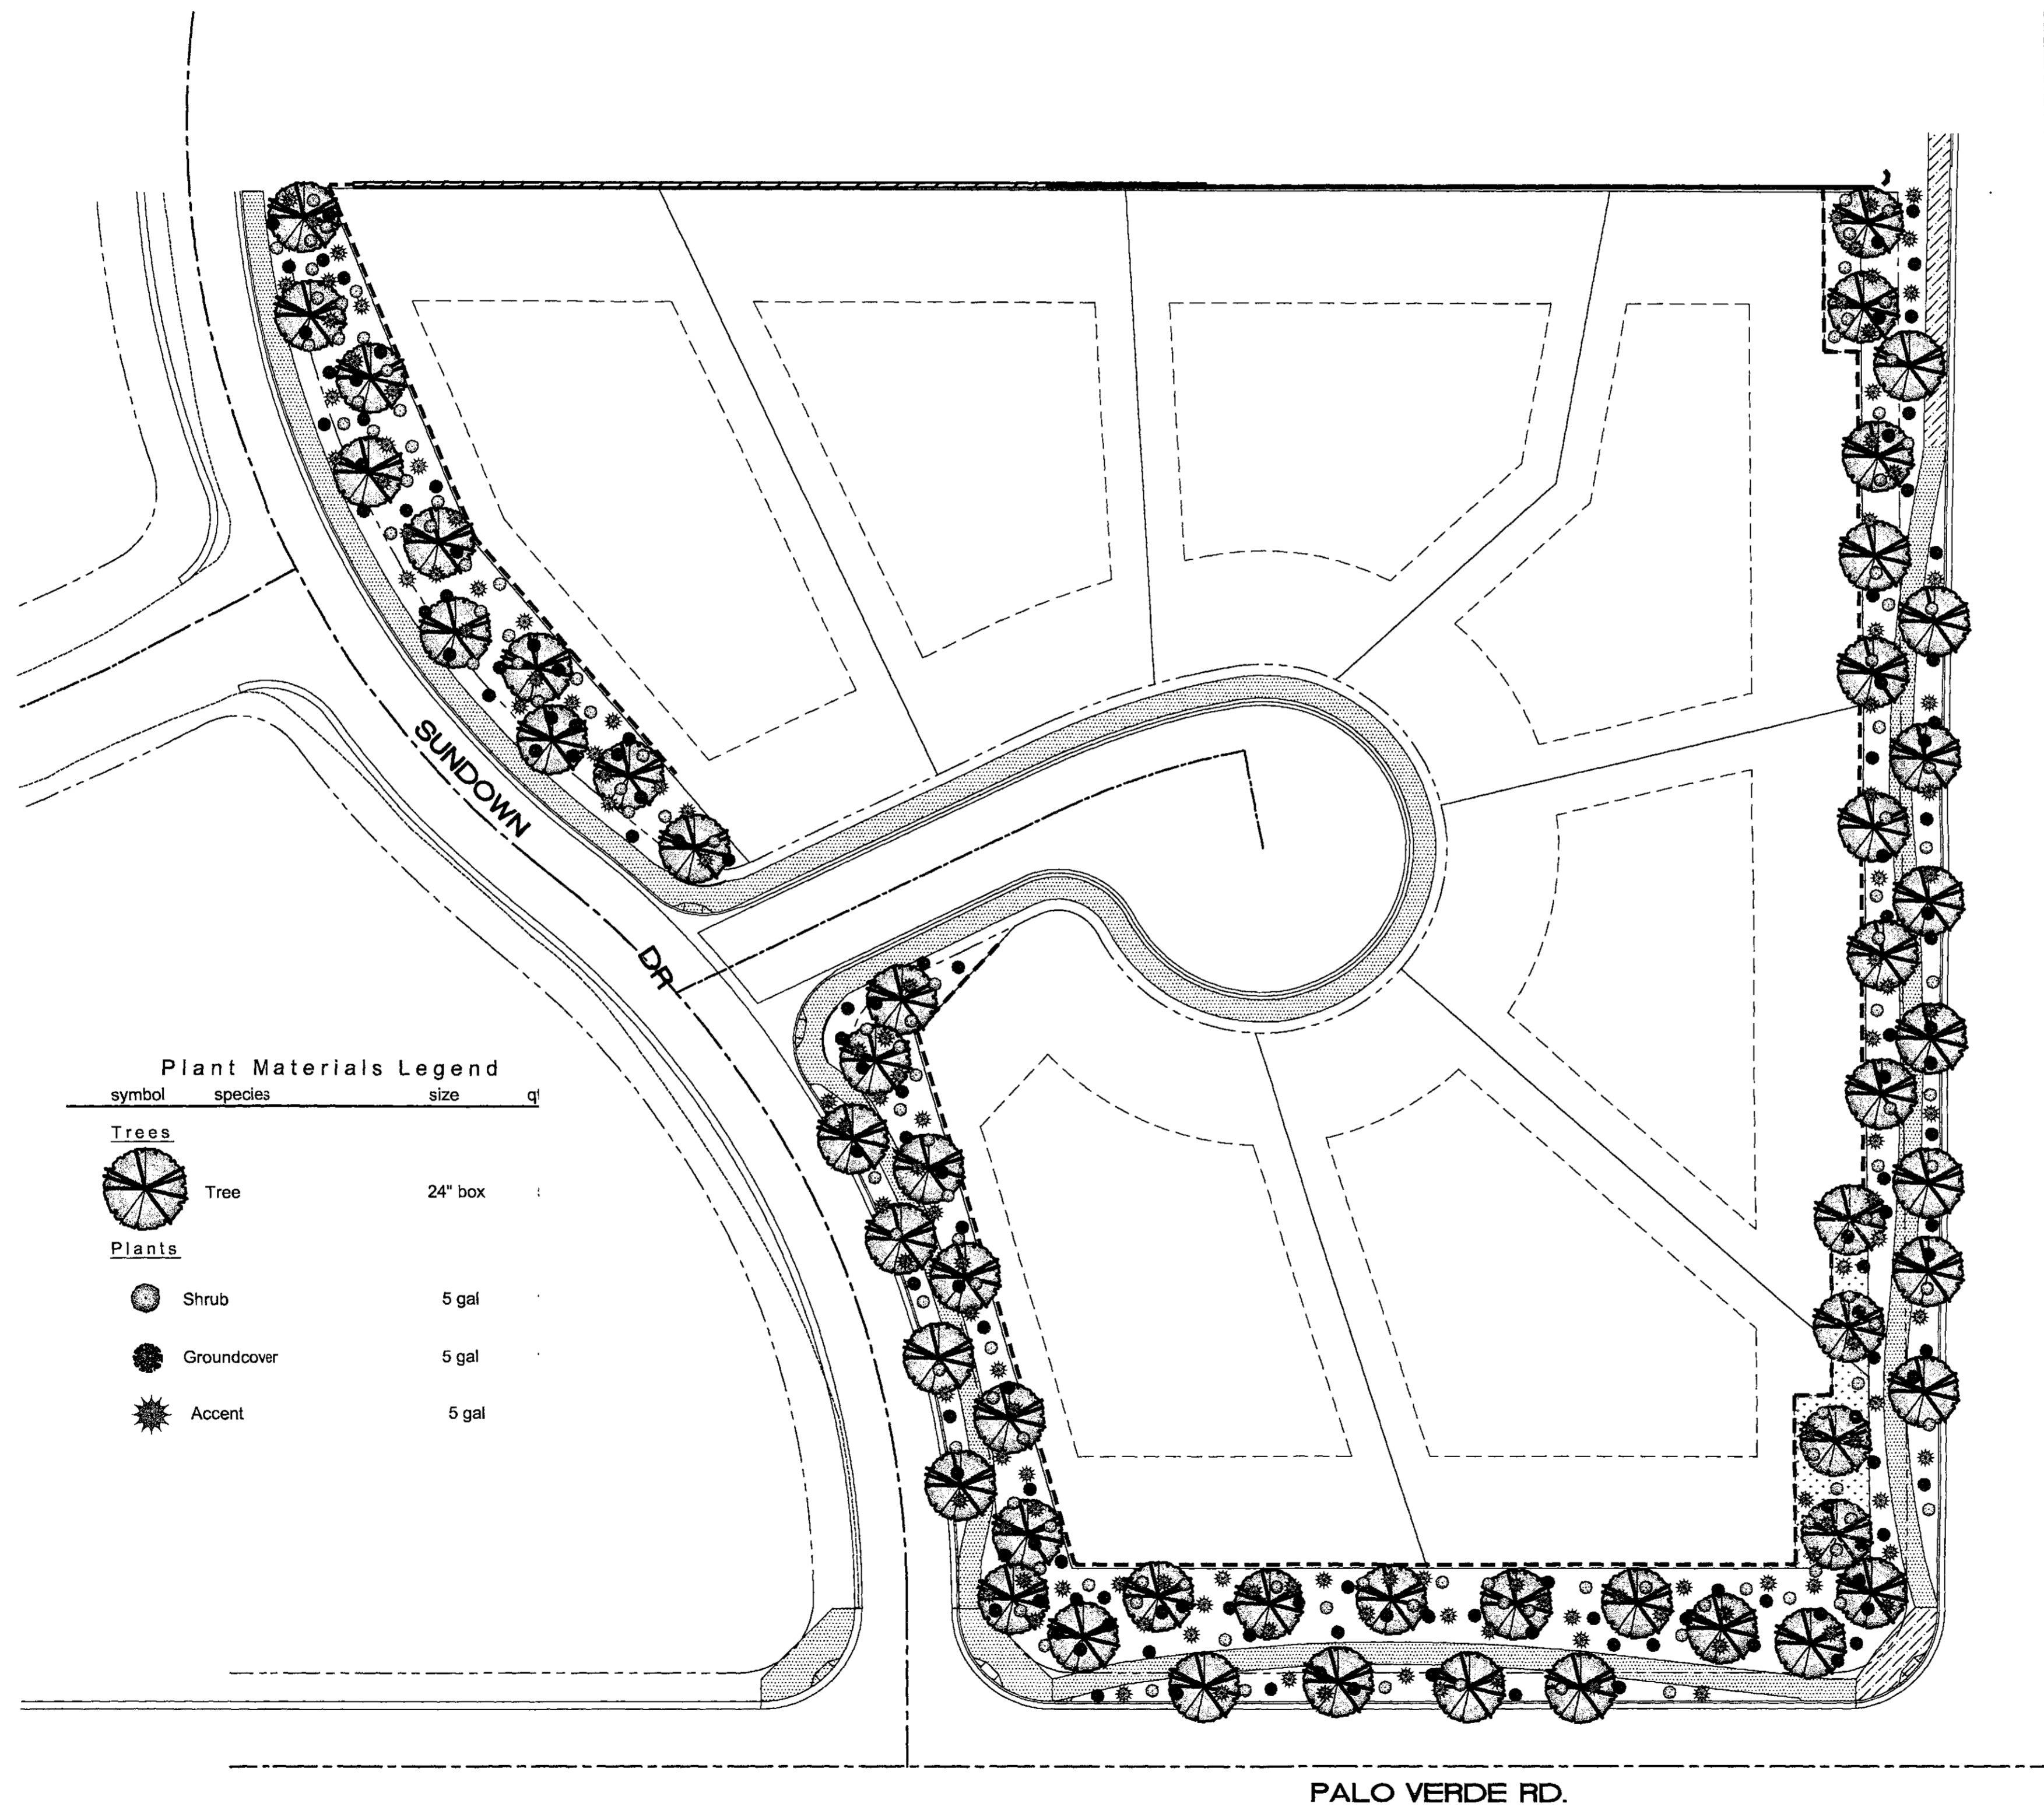 SUNDOWN
DR
Plant Materials Legend
symbol species size
Trees
Tree 24" box
Plants
Shrub 5 gal
Groundcover 5 gal
Accent 5 gal
PALO VERDE RD.